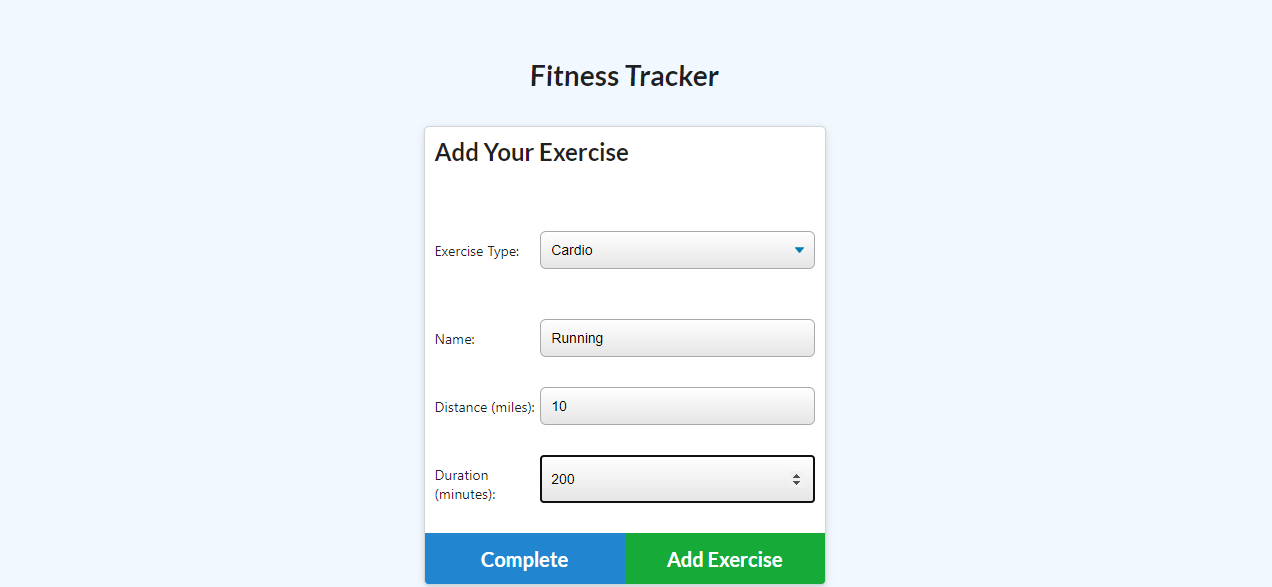 Fitness Tracker
Add Your Exercise
Exercise Type: Cardio
Name: Running
Distance (miles): 10
Duration
(minutes): 200
Complete Add Exercise